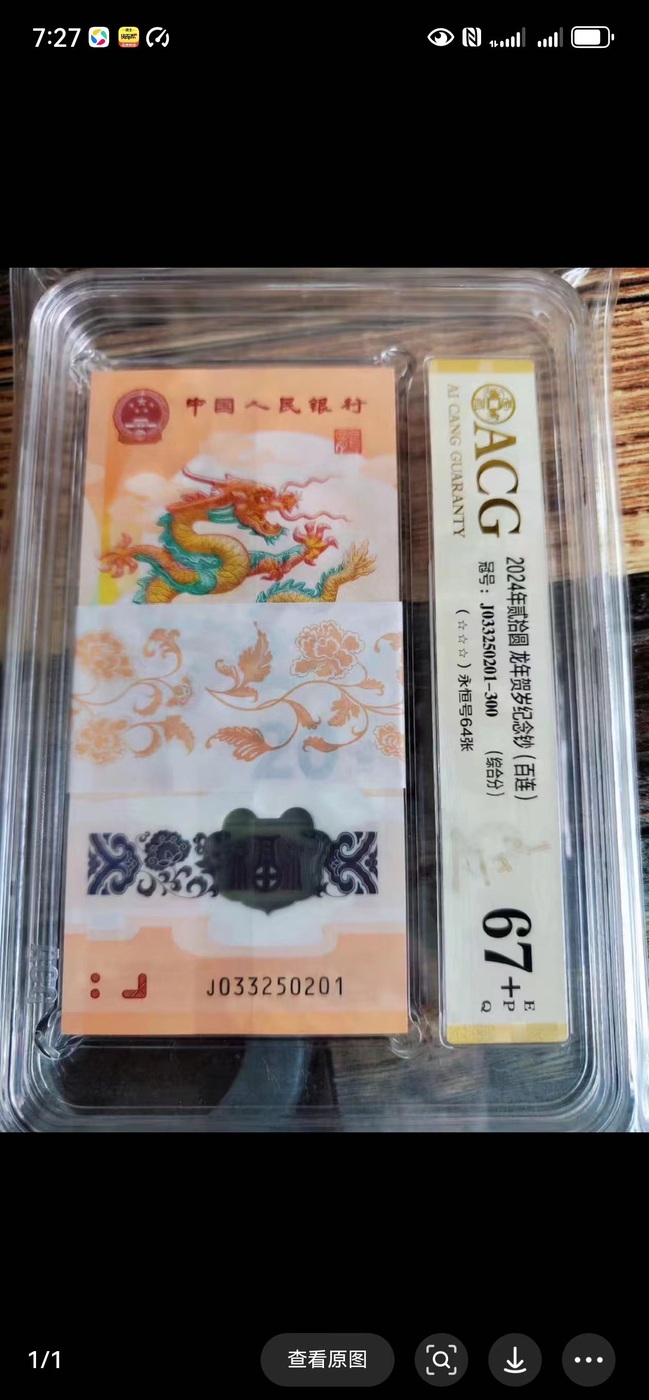 7:27
中国人民银行
J033250201
ACG
AI CANG GUARANTY
2024年贰拾圆 龙年贺岁纪念钞（百连）
冠号：J033250201-300 （综合分）
（☆☆☆）永恒号64张
67+
E
P
Q
1/1
查看原图